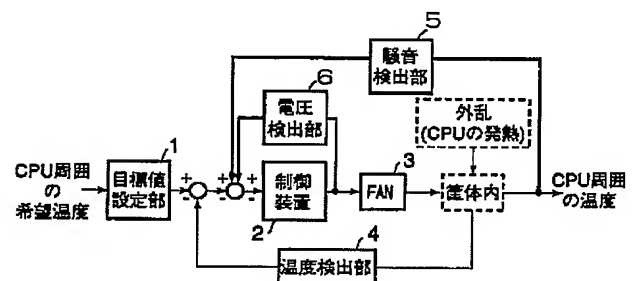 5
騒音
検出部
6
電圧
検出部
外乱
(CPUの発熱)
1
CPU周囲
の
希望温度
目標値
設定部
+
-
+
+
-
-
制御
装置
2
3
FAN
筐体内
CPU周囲
の温度
4
温度検出部